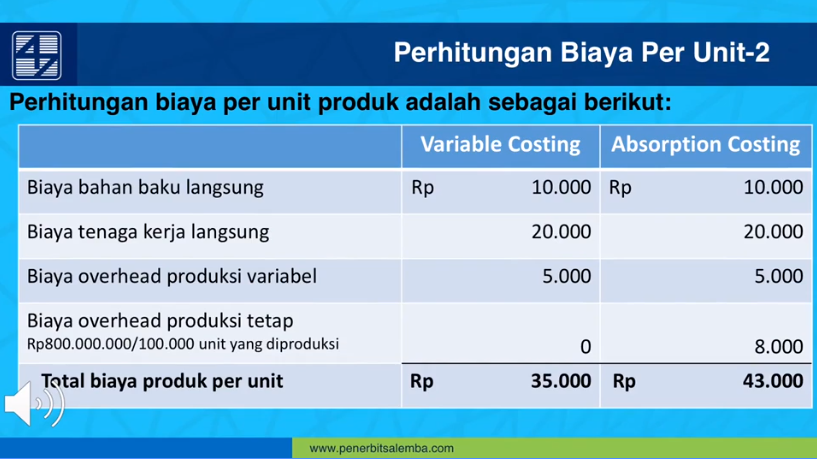 Perhitungan Biaya Per Unit-2
Perhitungan biaya per unit produk adalah sebagai berikut:
Variable Costing Absorption Costing
Biaya bahan baku langsung Rp 10.000 Rp 10.000
Biaya tenaga kerja langsung 20.000 20.000
Biaya overhead produksi variabel 5.000 5.000
Biaya overhead produksi tetap
Rp800.000.000/100.000 unit yang diproduksi 0 8.000
Total biaya produk per unit Rp 35.000 Rp 43.000
www.penerbitsalemba.com